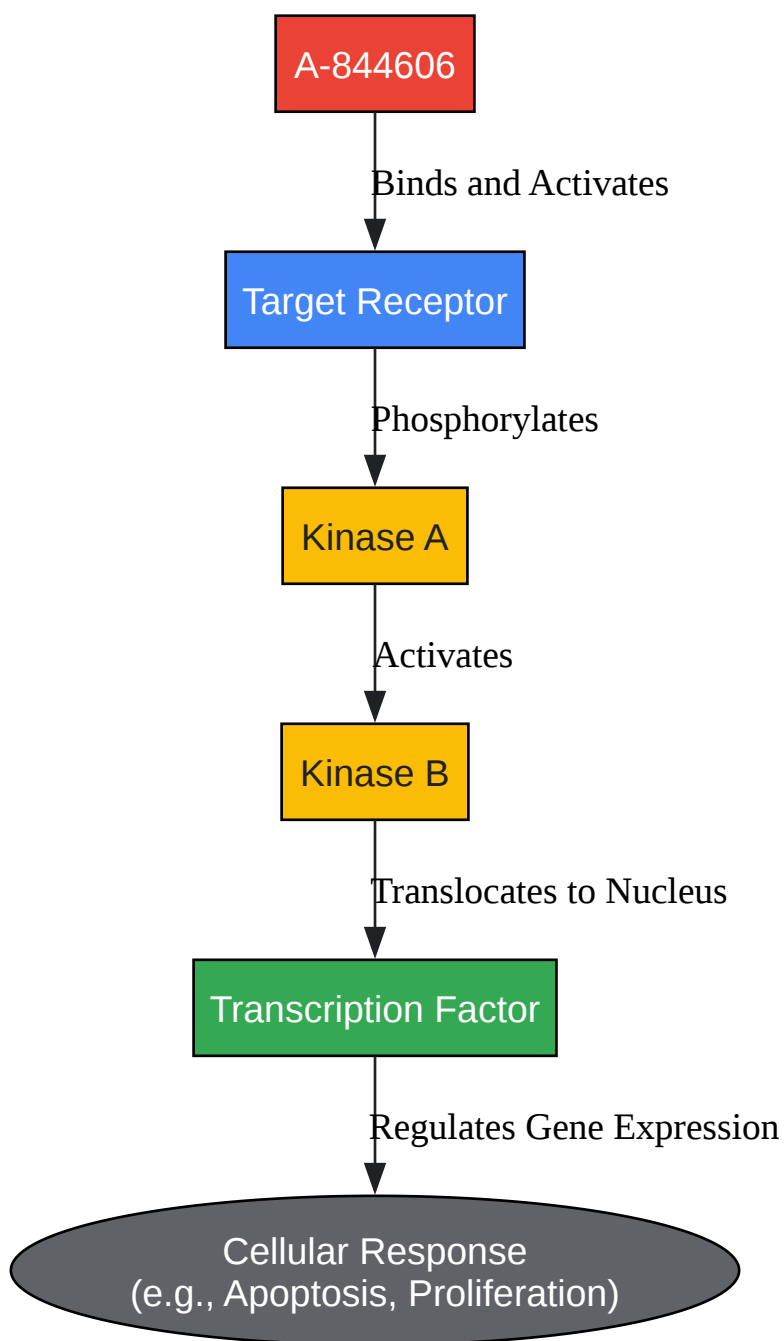 A-844606
Binds and Activates
Target Receptor
Phosphorylates
Kinase A
Activates
Kinase B
Translocates to Nucleus
Transcription Factor
Regulates Gene Expression
Cellular Response
(e.g., Apoptosis, Proliferation)